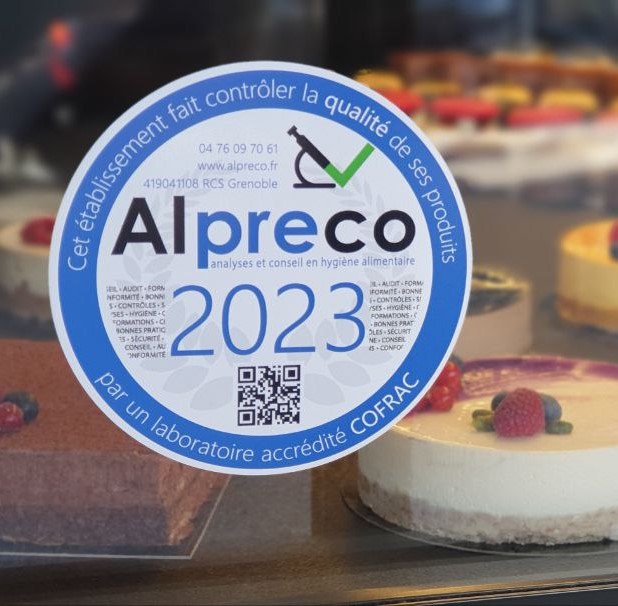 Cet établissement fait contrôler la qualité de ses produits
04 76 09 70 61
www.alpreco.fr
419041108 RCS Grenoble
Alpreco
analyses et conseil en hygiène alimentaire
2023
par un laboratoire accrédité COFRAC